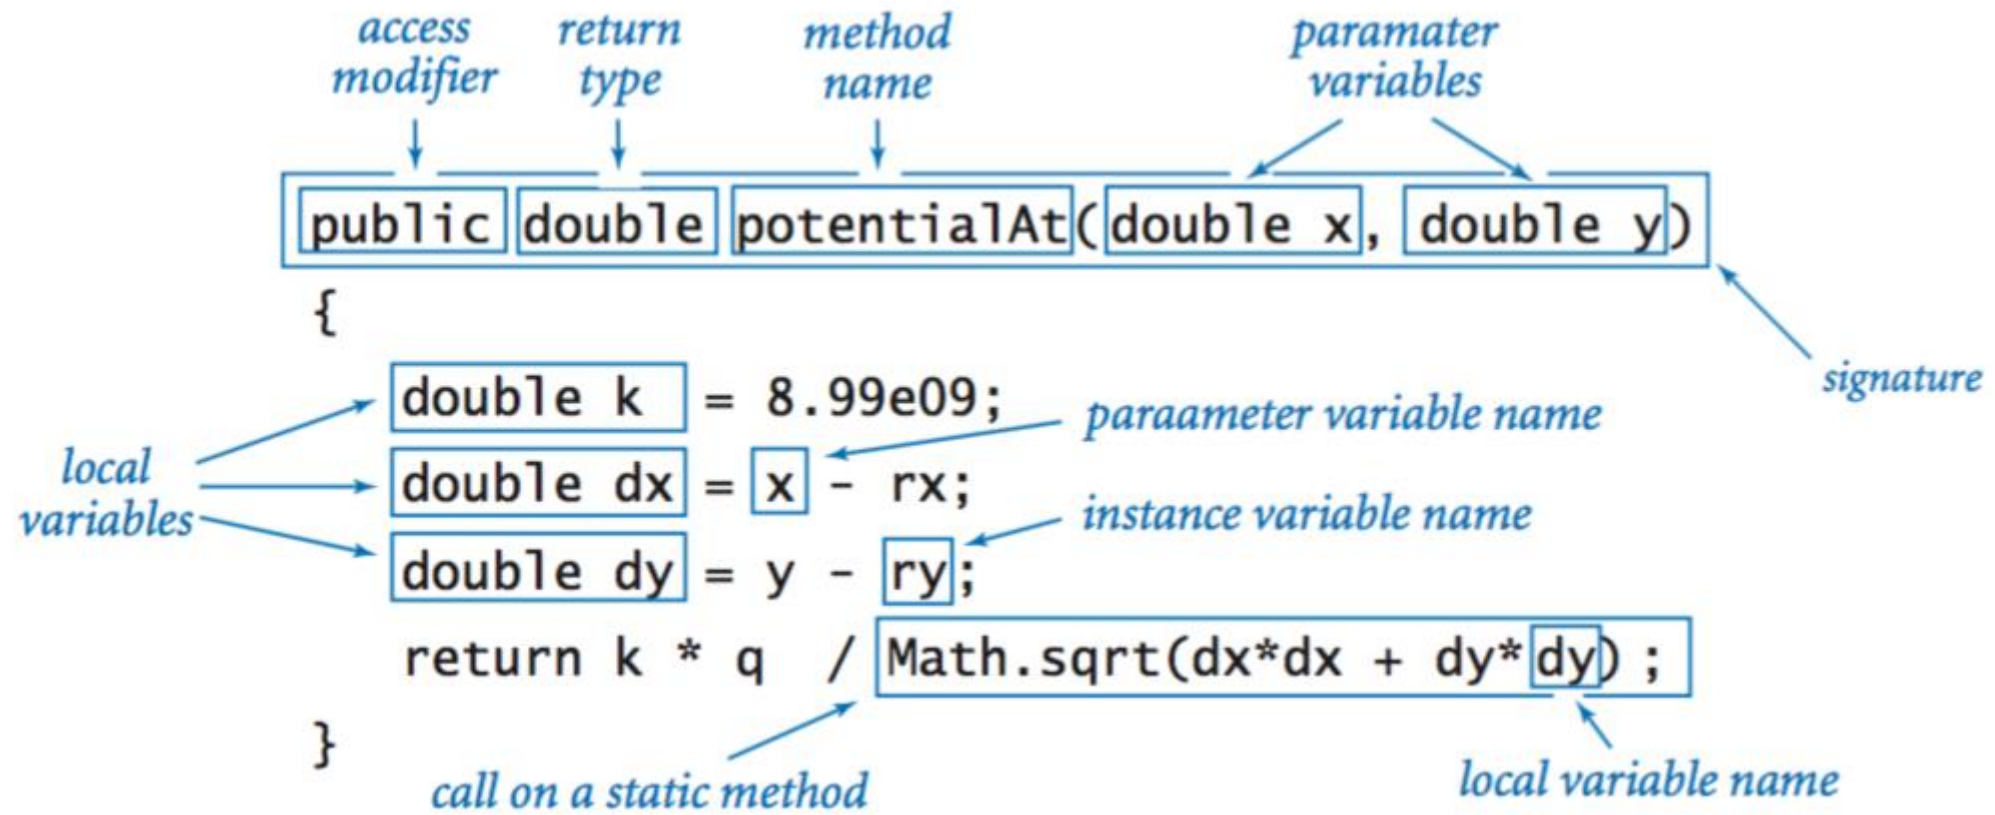 access modifier
return type
method name
paramater variables
public double potentialAt(double x, double y)
signature
{
double k = 8.99e09;
paraameter variable name
local variables
double dx = x - rx;
instance variable name
double dy = y - ry;
return k * q / Math.sqrt(dx*dx + dy*dy) ;
}
call on a static method
local variable name